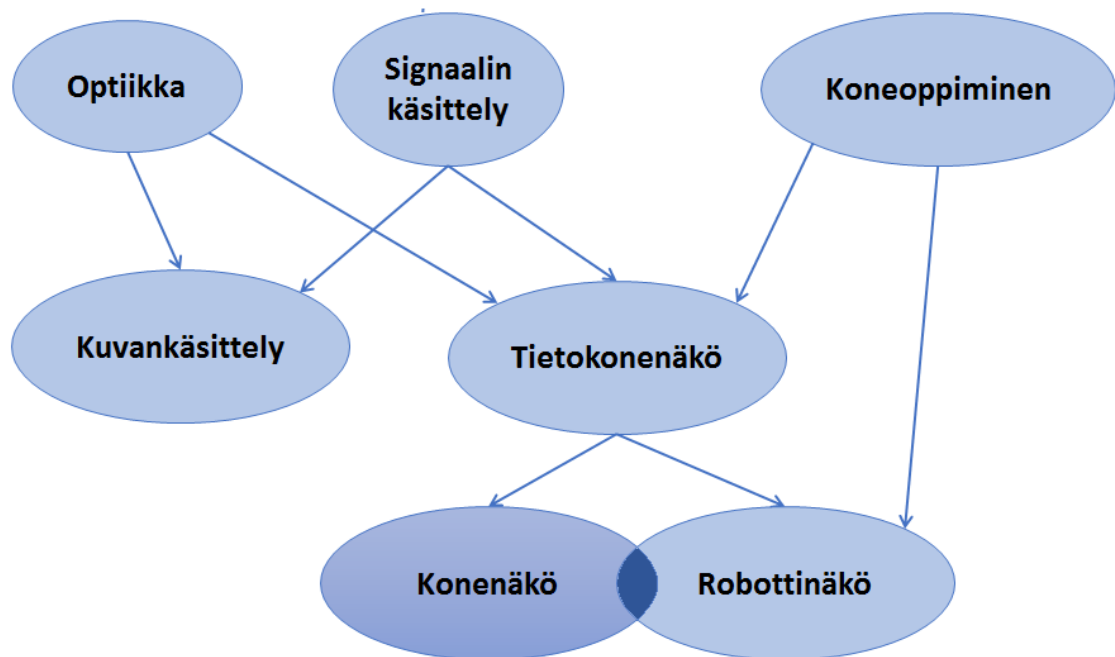 Optiikka
Signaalin
käsittely
Koneoppiminen
Kuvankäsittely
Tietokonenäkö
Konenäkö
Robottinäkö